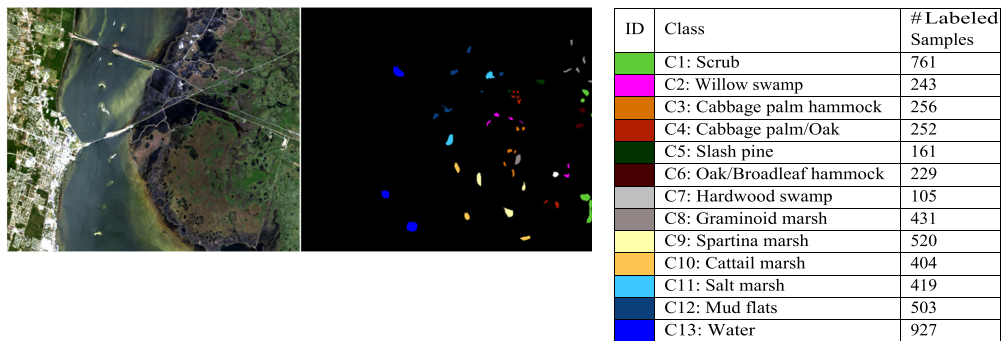 ID Class # Labeled Samples
C1: Scrub 761
C2: Willow swamp 243
C3: Cabbage palm hammock 256
C4: Cabbage palm/Oak 252
C5: Slash pine 161
C6: Oak/Broadleaf hammock 229
C7: Hardwood swamp 105
C8: Graminoid marsh 431
C9: Spartina marsh 520
C10: Cattail marsh 404
C11: Salt marsh 419
C12: Mud flats 503
C13: Water 927